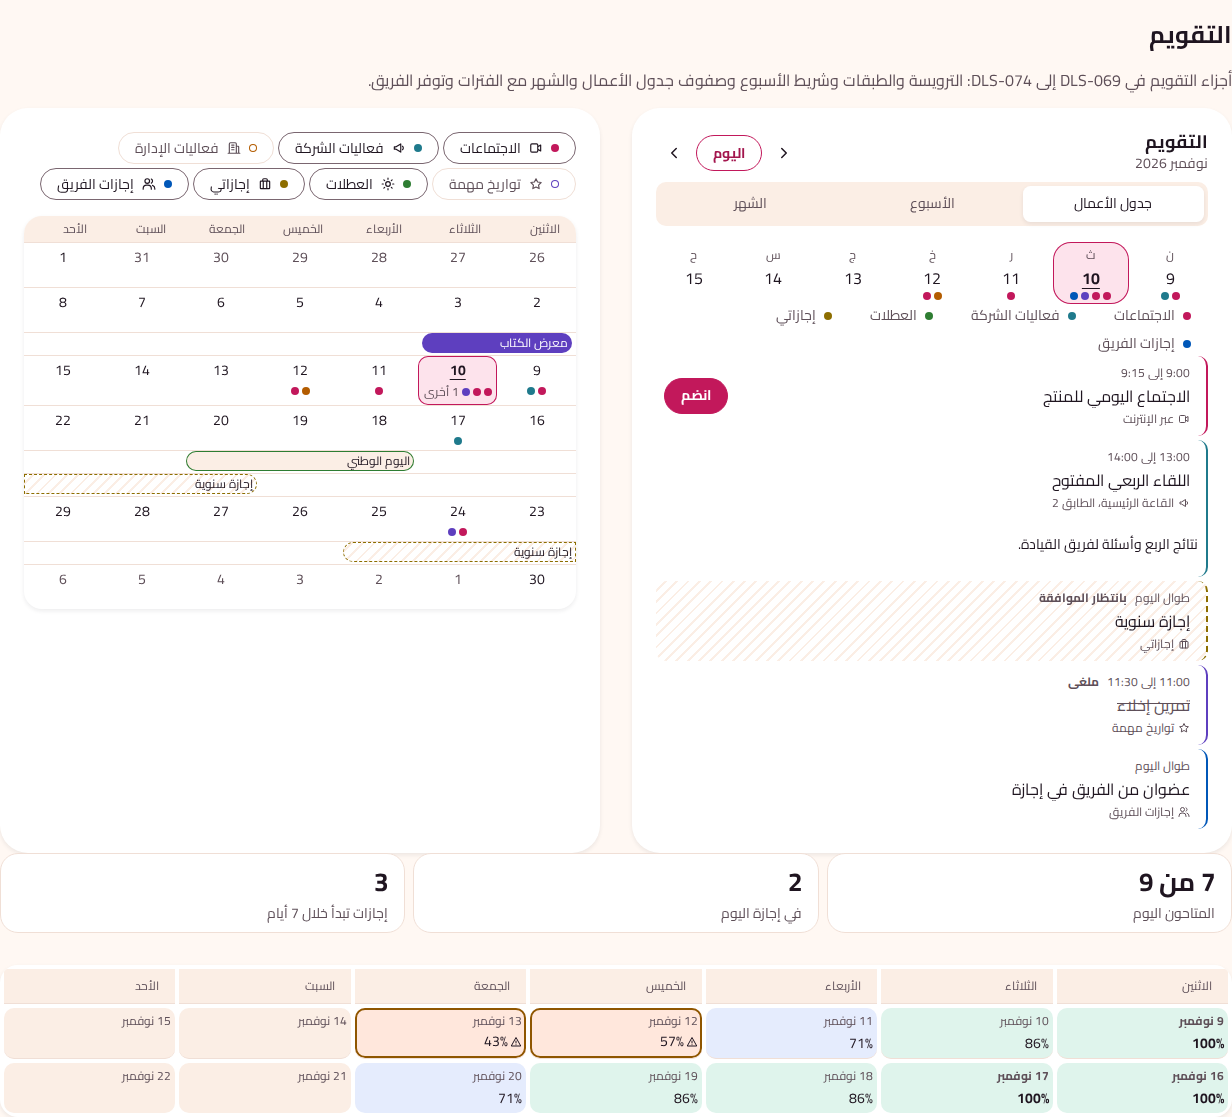 التقويم
أجزاء التقويم في DLS-069 إلى DLS-074: الترويسة والطبقات وشريط الأسبوع وصفوف جدول الأعمال والشهر مع الفترات وتوفر الفريق.
التقويم
نوفمبر 2026
اليوم
جدول الأعمال
الأسبوع
الشهر
ن ث ر خ ج س ح
9 10 11 12 13 14 15
الاجتماعات
فعاليات الشركة
العطلات
إجازاتي
إجازات الفريق
9:00 إلى 9:15
الاجتماع اليومي للمنتج
عبر الإنترنت
انضم
13:00 إلى 14:00
اللقاء الربعي المفتوح
القاعة الرئيسية، الطابق 2
نتائج الربع وأسئلة لفريق القيادة.
طوال اليوم بانتظار الموافقة
إجازة سنوية
إجازاتي
11:00 إلى 11:30 ملغى
تمرين إخلاء
تواريخ مهمة
طوال اليوم
عضوان من الفريق في إجازة
إجازات الفريق
الاجتماعات
فعاليات الشركة
فعاليات الإدارة
تواريخ مهمة
العطلات
إجازاتي
إجازات الفريق
الاثنين الثلاثاء الأربعاء الخميس الجمعة السبت الأحد
26 27 28 29 30 31 1
2 3 4 5 6 7 8
معرض الكتاب
9 10 11 12 13 14 15
1 أخرى
16 17 18 19 20 21 22
اليوم الوطني
إجازة سنوية
23 24 25 26 27 28 29
إجازة سنوية
30 1 2 3 4 5 6
7 من 9
المتاحون اليوم
2
في إجازة اليوم
3
إجازات تبدأ خلال 7 أيام
الاثنين الثلاثاء الأربعاء الخميس الجمعة السبت الأحد
9 نوفمبر 10 نوفمبر 11 نوفمبر 12 نوفمبر 13 نوفمبر 14 نوفمبر 15 نوفمبر
100% 86% 71% 57% 43%
16 نوفمبر 17 نوفمبر 18 نوفمبر 19 نوفمبر 20 نوفمبر 21 نوفمبر 22 نوفمبر
100% 100% 86% 86% 71%